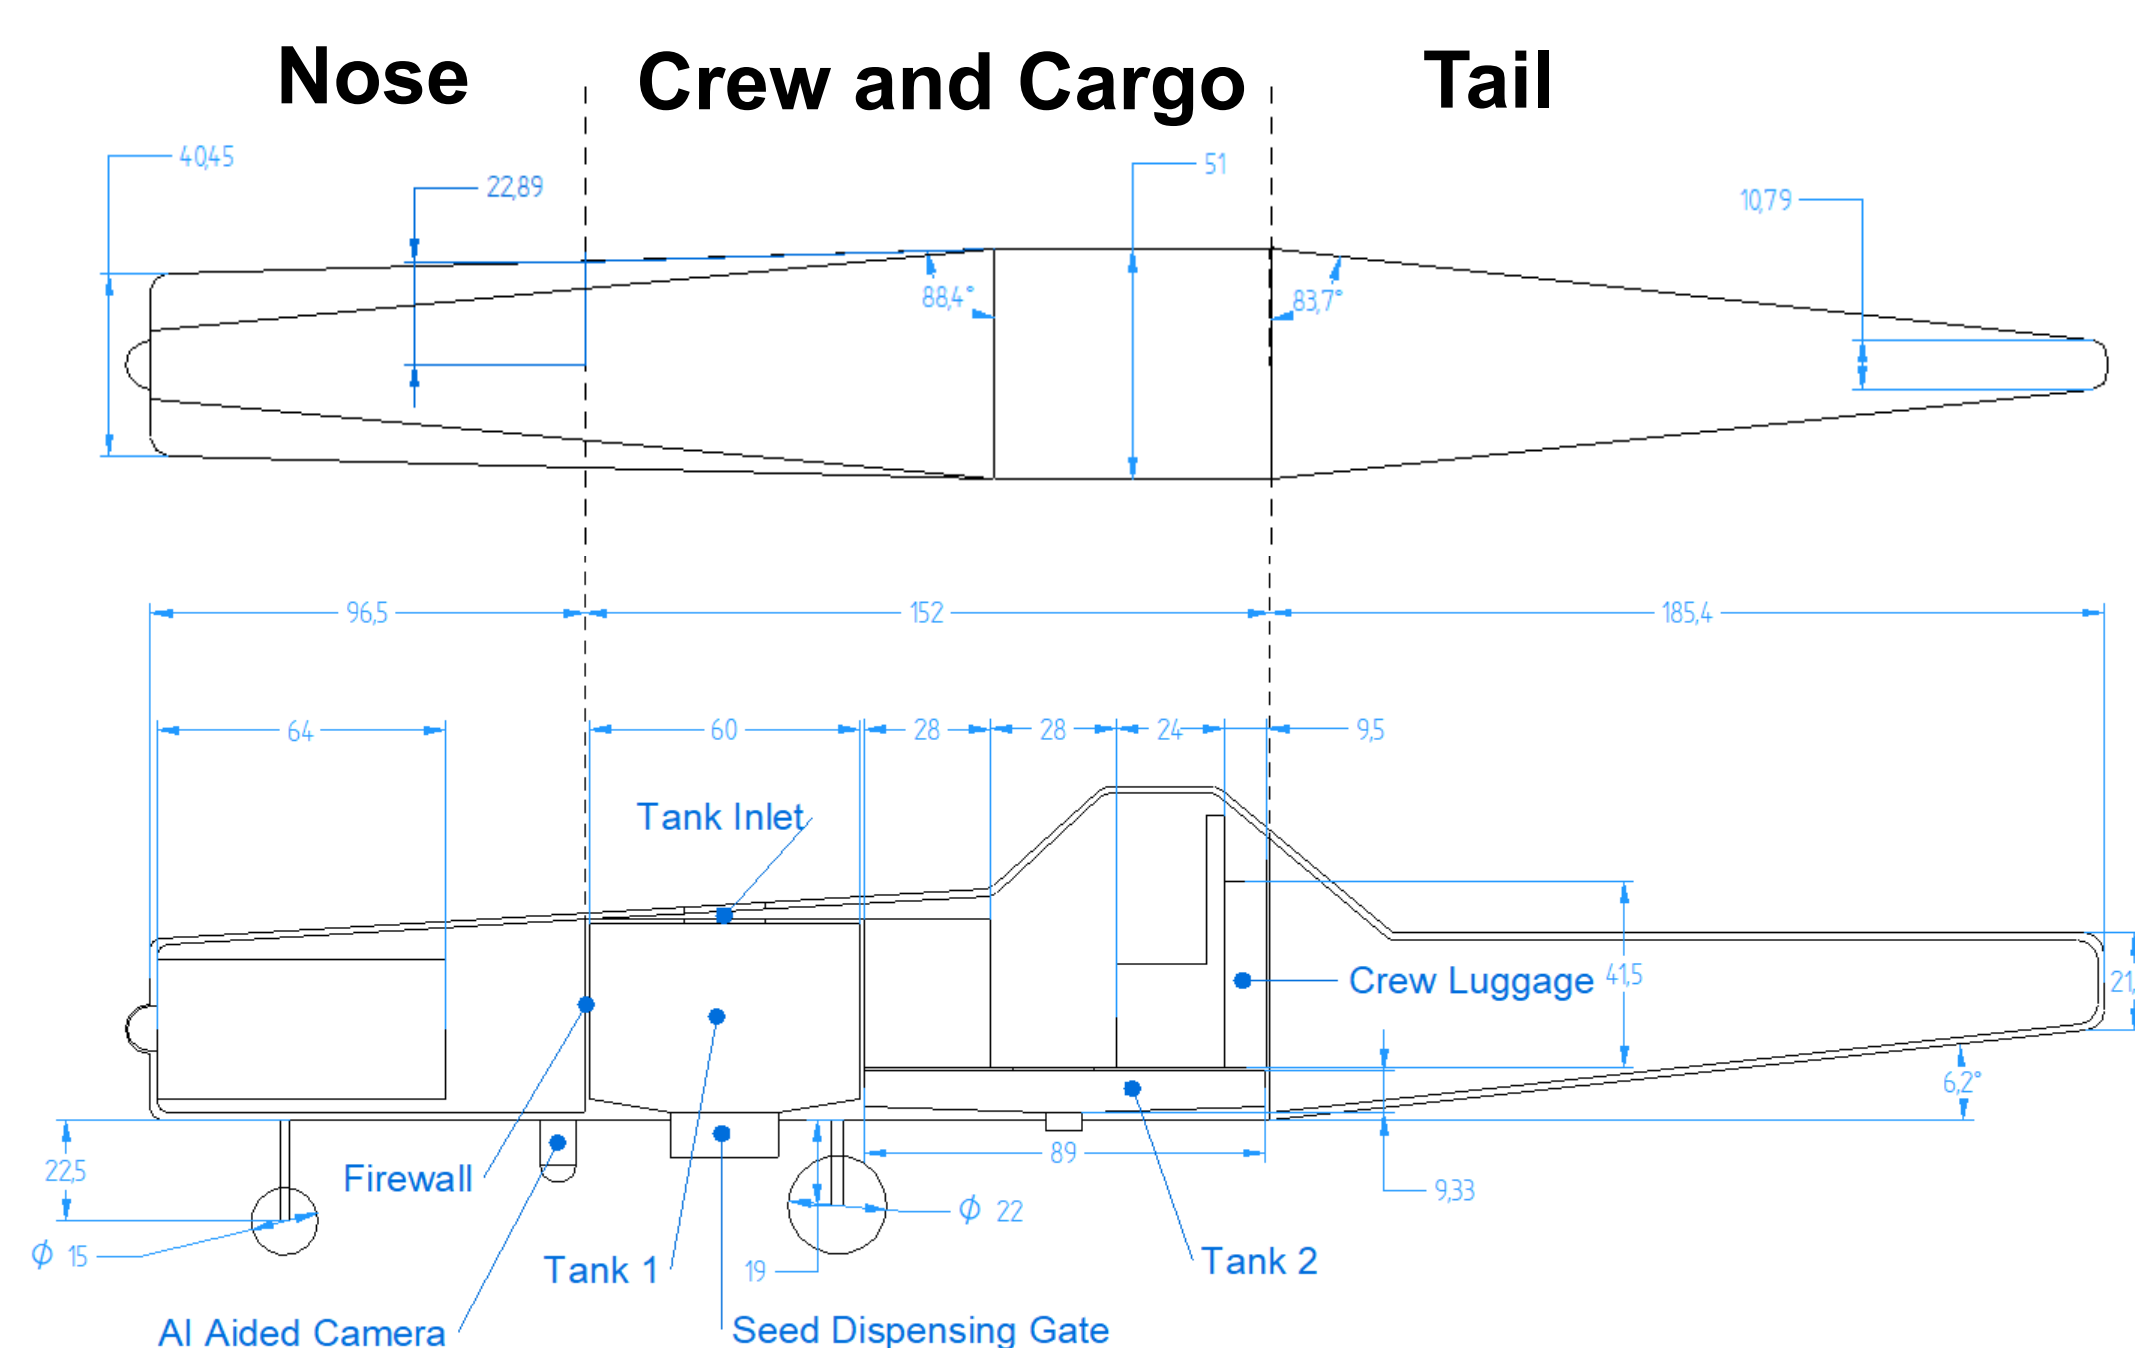 Nose
Crew and Cargo
Tail
40,45
22,89
51
10,79
88,4°
83,7°
96,5
152
185,4
64
60
28
28
24
9,5
Tank Inlet
Crew Luggage
41,5
21,
6,2°
22,5
Firewall
89
9,33
Ø 15
Ø 22
Tank 1
19
Tank 2
AI Aided Camera
Seed Dispensing Gate